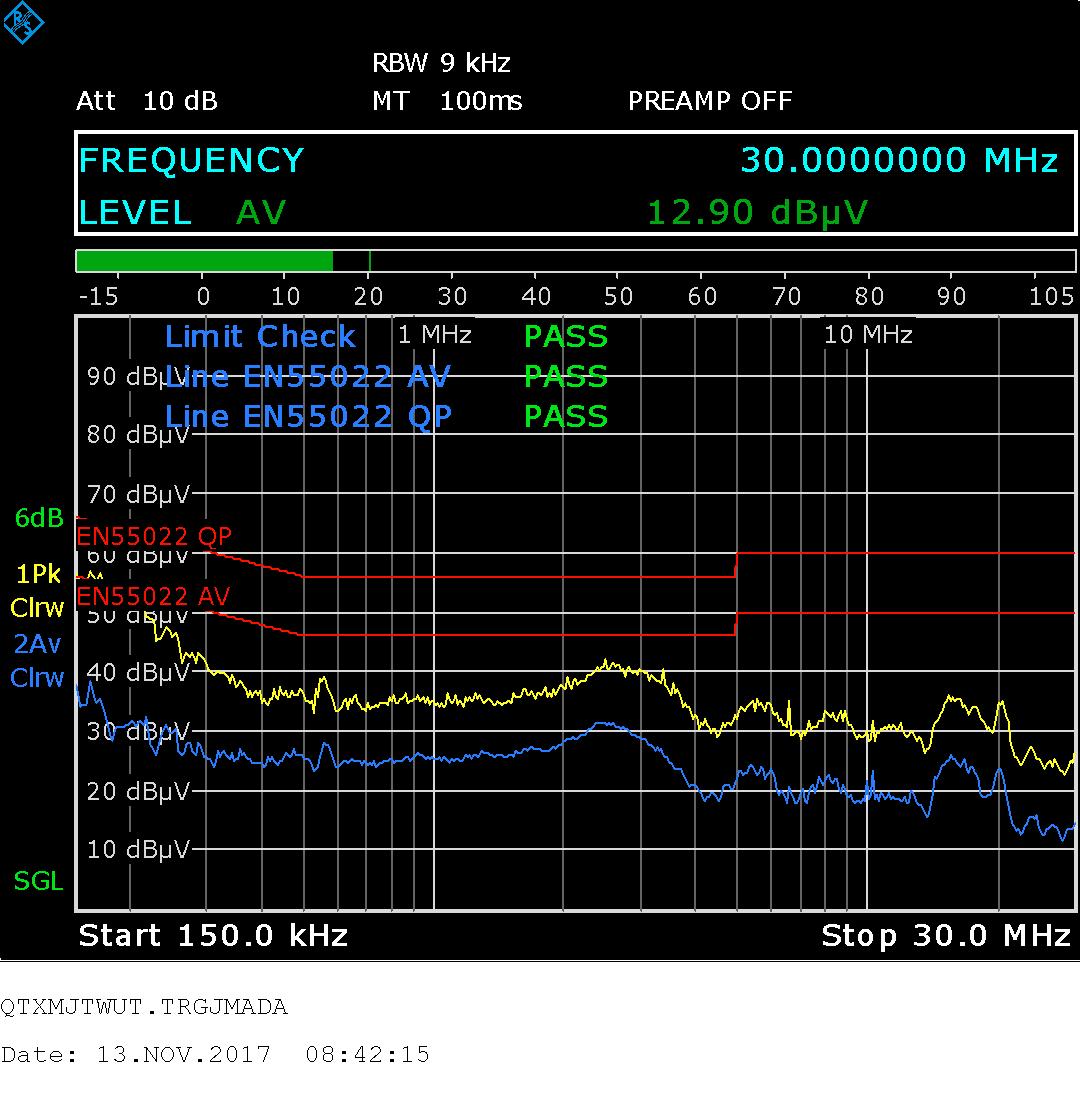 R&S
RBW 9 kHz
Att 10 dB MT 100ms PREAMP OFF
FREQUENCY 30.0000000 MHz
LEVEL AV 12.90 dBµV
-15 0 10 20 30 40 50 60 70 80 90 105
Limit Check 1 MHz PASS 10 MHz
90 dBµV Line EN55022 AV PASS
Line EN55022 QP PASS
80 dBµV
70 dBµV
6dB
EN55022 QP
60 dBµV
1Pk
EN55022 AV
Clrw
50 dBµV
2Av
40 dBµV
Clrw
30 dBµV
20 dBµV
10 dBµV
SGL
Start 150.0 kHz Stop 30.0 MHz
QTXMJTWUT.TRGJMADA
Date: 13.NOV.2017 08:42:15